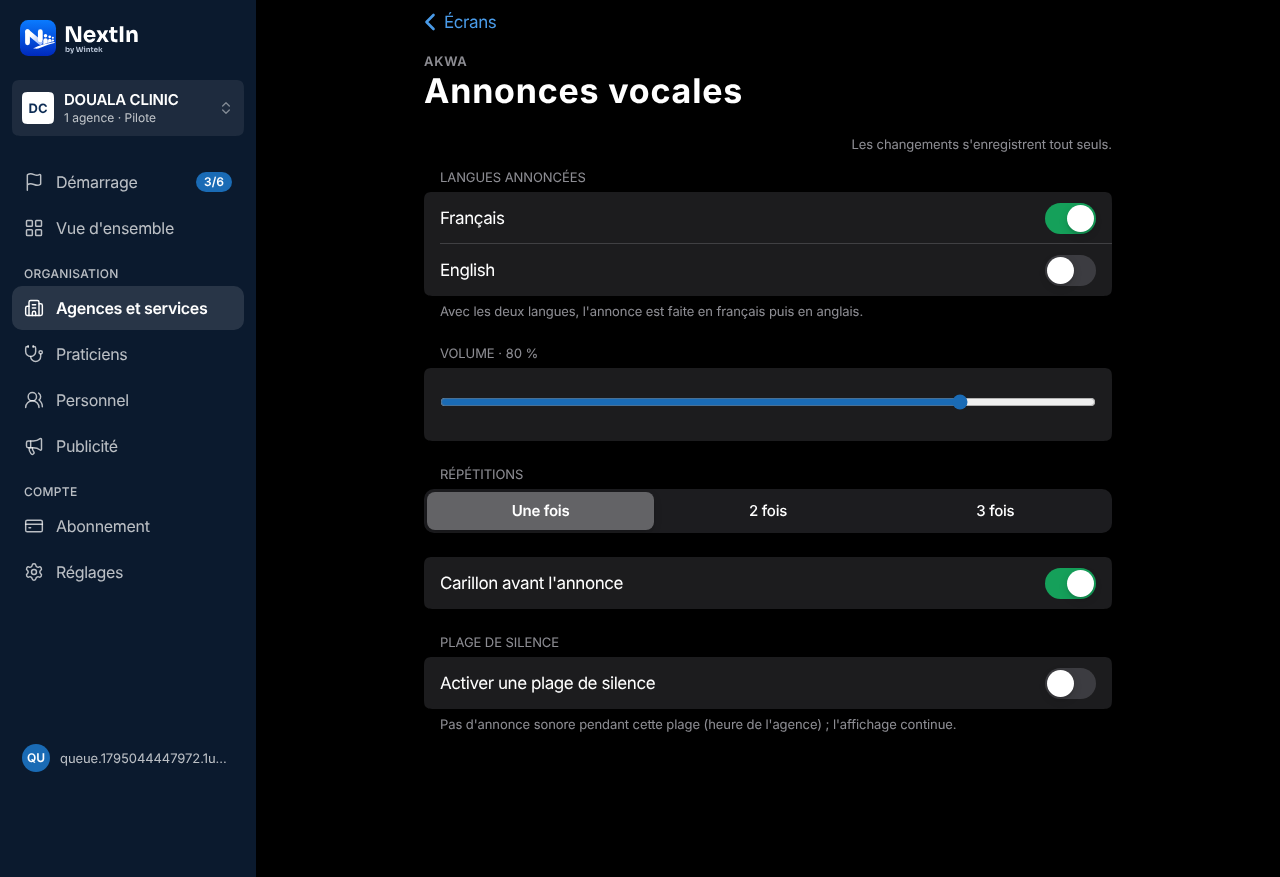 NextIn
by Wintek
DC
DOUALA CLINIC
1 agence · Pilote
Démarrage
3/6
Vue d'ensemble
ORGANISATION
Agences et services
Praticiens
Personnel
Publicité
COMPTE
Abonnement
Réglages
QU
queue.1795044447972.1u...
Écrans
AKWA
Annonces vocales
Les changements s'enregistrent tout seuls.
LANGUES ANNONCÉES
Français
English
Avec les deux langues, l'annonce est faite en français puis en anglais.
VOLUME · 80 %
RÉPÉTITIONS
Une fois
2 fois
3 fois
Carillon avant l'annonce
PLAGE DE SILENCE
Activer une plage de silence
Pas d'annonce sonore pendant cette plage (heure de l'agence) ; l'affichage continue.